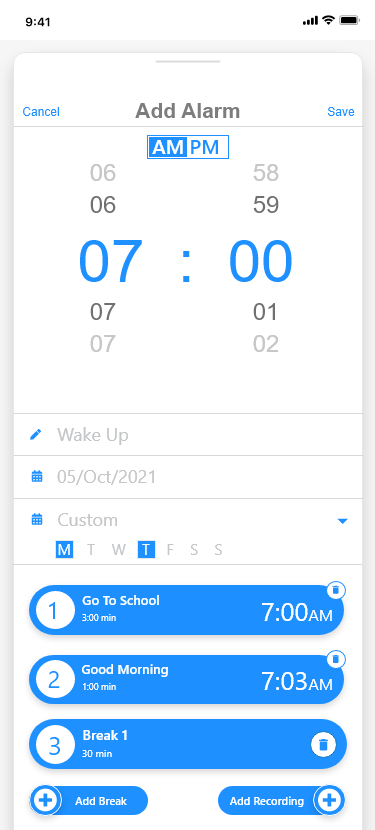 9:41
Cancel Add Alarm Save
AM PM
06 58
06 59
07 : 00
07 01
07 02
Wake Up
05/Oct/2021
Custom
M T W T F S S
1 Go To School 7:00AM
3:00 min
2 Good Morning 7:03AM
1:00 min
3 Break 1
30 min
Add Break Add Recording